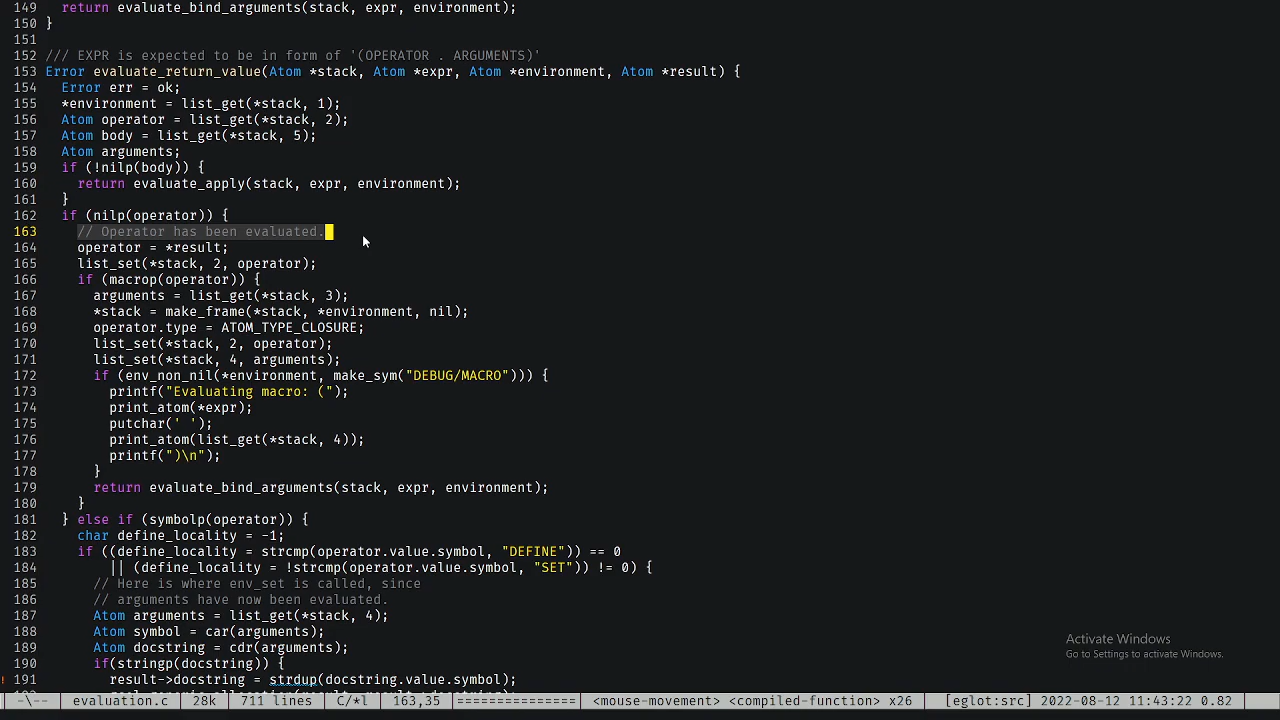 149 return evaluate_bind_arguments(stack, expr, environment);
150 }
151
152 /// EXPR is expected to be in form of '(OPERATOR . ARGUMENTS)'
153 Error evaluate_return_value(Atom *stack, Atom *expr, Atom *environment, Atom *result) {
154   Error err = ok;
155   *environment = list_get(*stack, 1);
156   Atom operator = list_get(*stack, 2);
157   Atom body = list_get(*stack, 5);
158   Atom arguments;
159   if (!nilp(body)) {
160     return evaluate_apply(stack, expr, environment);
161   }
162   if (nilp(operator)) {
163     // Operator has been evaluated.
164     operator = *result;
165     list_set(*stack, 2, operator);
166     if (macrop(operator)) {
167       arguments = list_get(*stack, 3);
168       *stack = make_frame(*stack, *environment, nil);
169       operator.type = ATOM_TYPE_CLOSURE;
170       list_set(*stack, 2, operator);
171       list_set(*stack, 4, arguments);
172       if (env_non_nil(*environment, make_sym("DEBUG/MACRO"))) {
173         printf("Evaluating macro: (");
174         print_atom(*expr);
175         putchar(' ');
176         print_atom(list_get(*stack, 4));
177         printf(")\n");
178       }
179       return evaluate_bind_arguments(stack, expr, environment);
180     }
181   } else if (symbolp(operator)) {
182     char define_locality = -1;
183     if ((define_locality = strcmp(operator.value.symbol, "DEFINE")) == 0
184         || (define_locality = !strcmp(operator.value.symbol, "SET")) != 0) {
185       // Here is where env_set is called, since
186       // arguments have now been evaluated.
187       Atom arguments = list_get(*stack, 4);
188       Atom symbol = car(arguments);
189       Atom docstring = cdr(arguments);
190       if(stringp(docstring)) {
! 191         result->docstring = strdup(docstring.value.symbol);
Activate Windows
Go to Settings to activate Windows.
-\-- evaluation.c 28k 711 lines C/*l 163,35 =============== <mouse-movement> <compiled-function> x26 [eglot:src] 2022-08-12 11:43:22 0.82